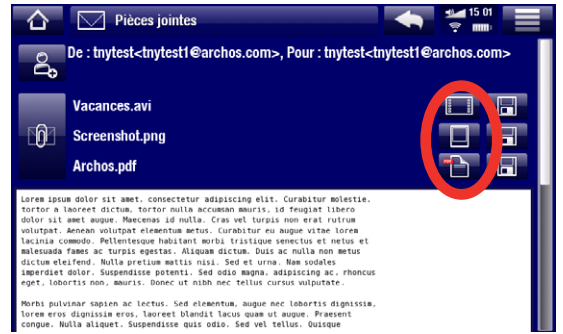 Pièces jointes
15 01
De : tnytest<tnytest1@archos.com>, Pour : tnytest<tnytest1@archos.com>
Vacances.avi
Screenshot.png
Archos.pdf
PDF
Lorem ipsum dolor sit amet, consectetur adipiscing elit. Curabitur molestie.
tortor a laoreet dictum, tortor nulla accumsan mauris, id feugiat libero
dolor sit amet augue. Maecenas id nulla. Cras vel turpis non erat rutrum
volutpat. Aenean volutpat elementum metus. Curabitur eu augue vitae lorem
lacinia commodo. Pellentesque habitant morbi tristique senectus et netus et
malesuada fames ac turpis egestas. Aliquam dictum. Duis ac nulla non metus
dictum eleifend. Nulla pretium mattis nisi. Sed et urna. Nam sodales
imperdiet dolor. Suspendisse potenti. Sed odio magna, adipiscing ac, rhoncus
eget, lobortis non, mauris. Donec ut nibh nec tellus cursus vulputate.
Morbi pulvinar sapien ac lectus. Sed elementum, augue nec lobortis dignissim,
lorem eros dignissim eros, laoreet blandit lacus quam ut augue. Praesent
congue. Nulla aliquet. Suspendisse quis odio. Sed vel tellus. Quisque